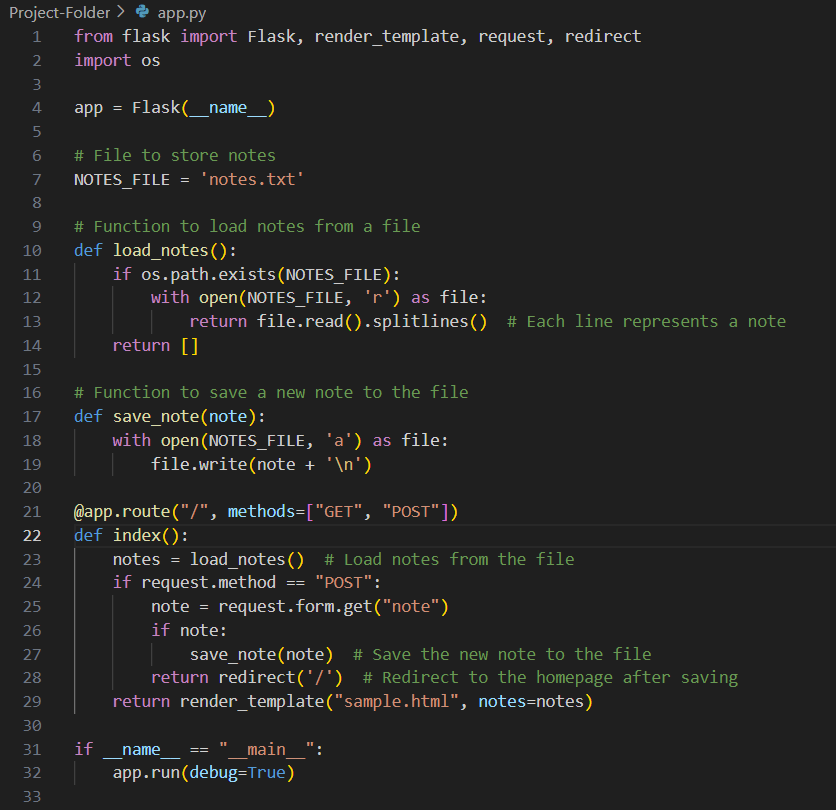 Project-Folder > app.py
1 from flask import Flask, render_template, request, redirect
2 import os
3
4 app = Flask(__name__)
5
6 # File to store notes
7 NOTES_FILE = 'notes.txt'
8
9 # Function to load notes from a file
10 def load_notes():
11     if os.path.exists(NOTES_FILE):
12         with open(NOTES_FILE, 'r') as file:
13             return file.read().splitlines()  # Each line represents a note
14     return []
15
16 # Function to save a new note to the file
17 def save_note(note):
18     with open(NOTES_FILE, 'a') as file:
19         file.write(note + '\n')
20
21 @app.route("/", methods=["GET", "POST"])
22 def index():
23     notes = load_notes()  # Load notes from the file
24     if request.method == "POST":
25         note = request.form.get("note")
26         if note:
27             save_note(note)  # Save the new note to the file
28         return redirect('/')  # Redirect to the homepage after saving
29     return render_template("sample.html", notes=notes)
30
31 if __name__ == "__main__":
32     app.run(debug=True)
33